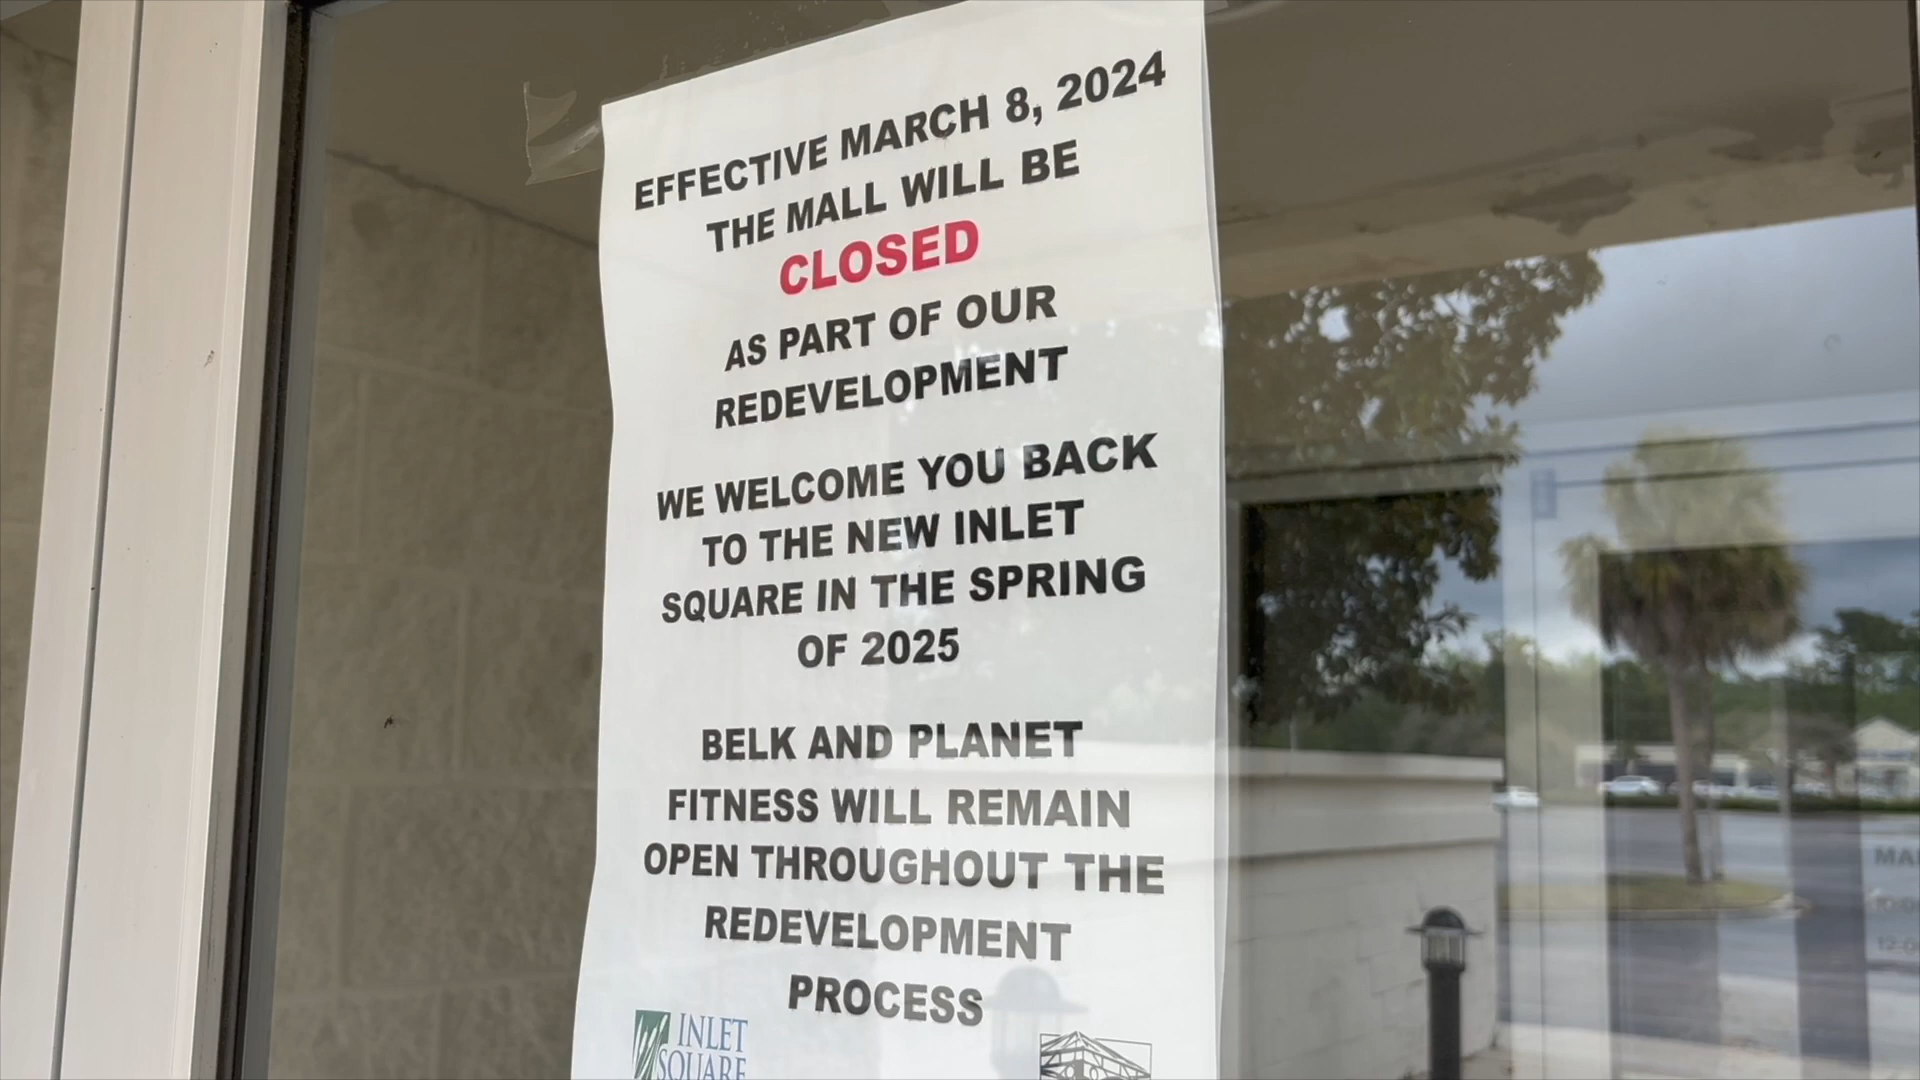 EFFECTIVE MARCH 8, 2024
THE MALL WILL BE
CLOSED
AS PART OF OUR
REDEVELOPMENT
WE WELCOME YOU BACK
TO THE NEW INLET
SQUARE IN THE SPRING
OF 2025
BELK AND PLANET
FITNESS WILL REMAIN
OPEN THROUGHOUT THE
REDEVELOPMENT
PROCESS
INLET
SQUARE